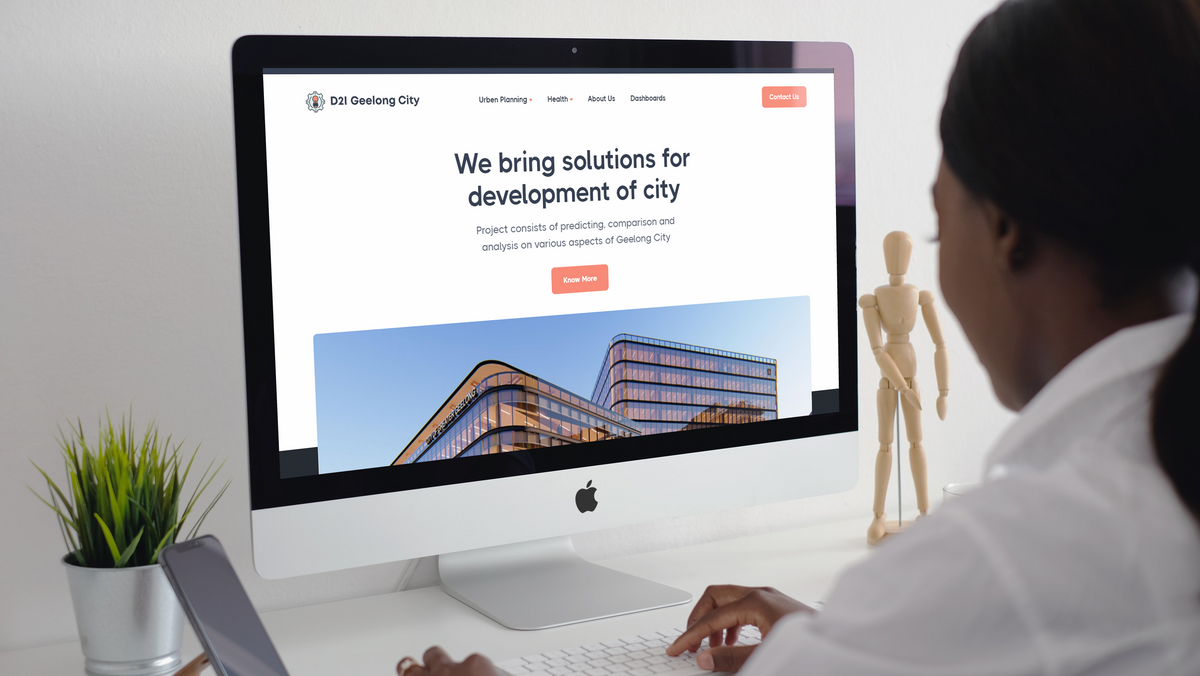 D2I Geelong City
Urben Planning
Health
About Us
Dashboards
Contact Us
We bring solutions for
development of city
Project consists of predicting, comparison and
analysis on various aspects of Geelong City
Know More